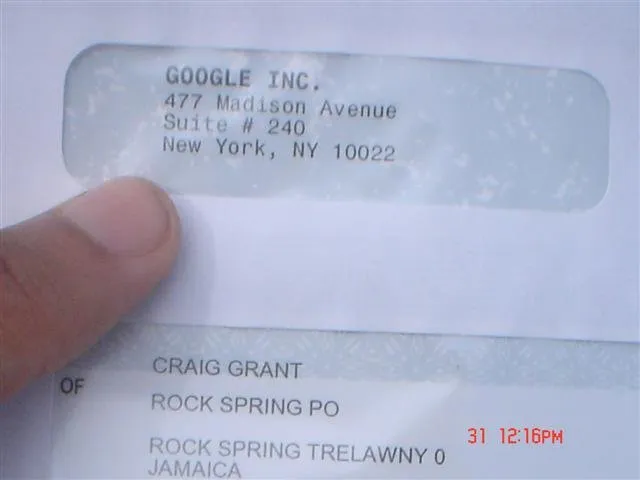 GOOGLE INC.
477 Madison Avenue
Suite # 240
New York, NY 10022
CRAIG GRANT
OF
ROCK SPRING PO
ROCK SPRING TRELAWNY 0
JAMAICA
31 12:16PM